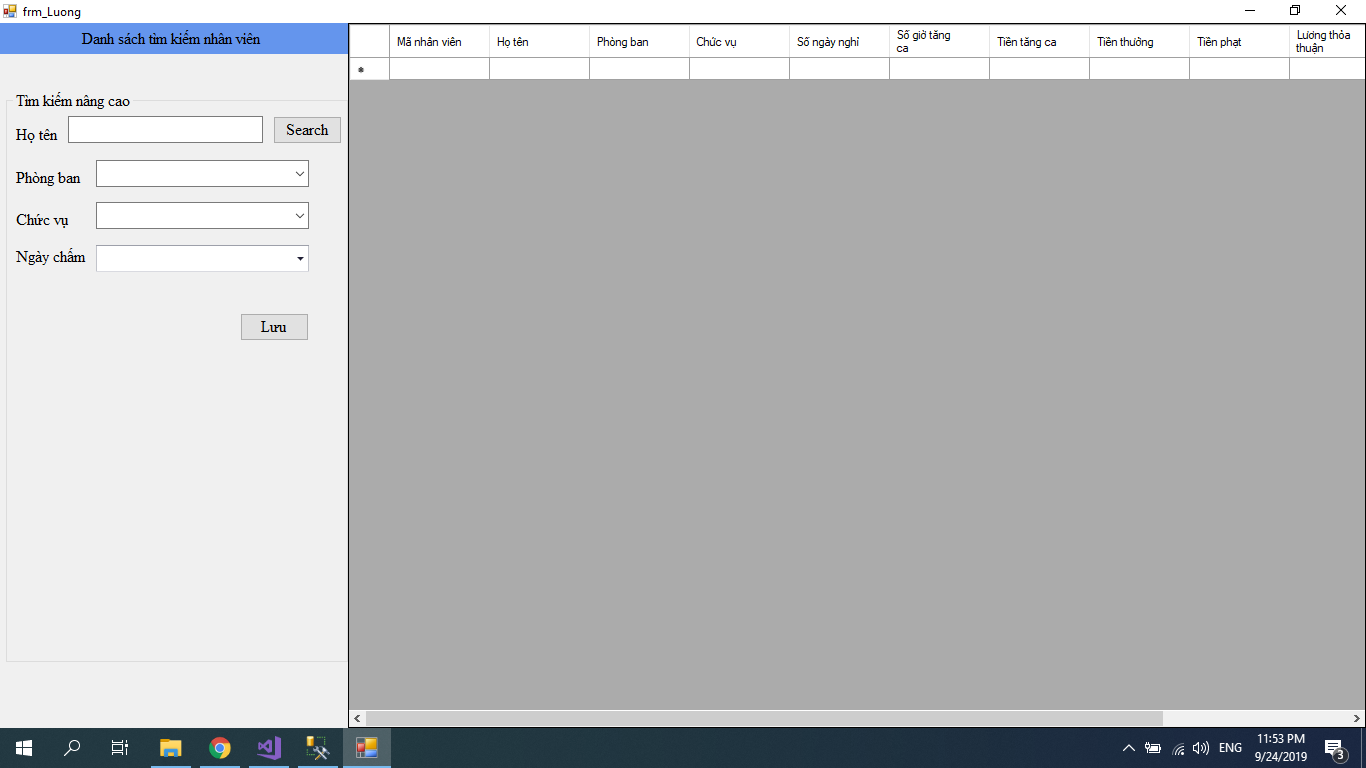 frm_Luong
Danh sách tìm kiếm nhân viên
Tìm kiếm nâng cao
Họ tên
Search
Phòng ban
Chức vụ
Ngày chấm
Lưu
Mã nhân viên
Họ tên
Phòng ban
Chức vụ
Số ngày nghỉ
Số giờ tăng
ca
Tiền tăng ca
Tiền thưởng
Tiền phạt
Lương thỏa
thuận
ENG
11:53 PM
9/24/2019
3